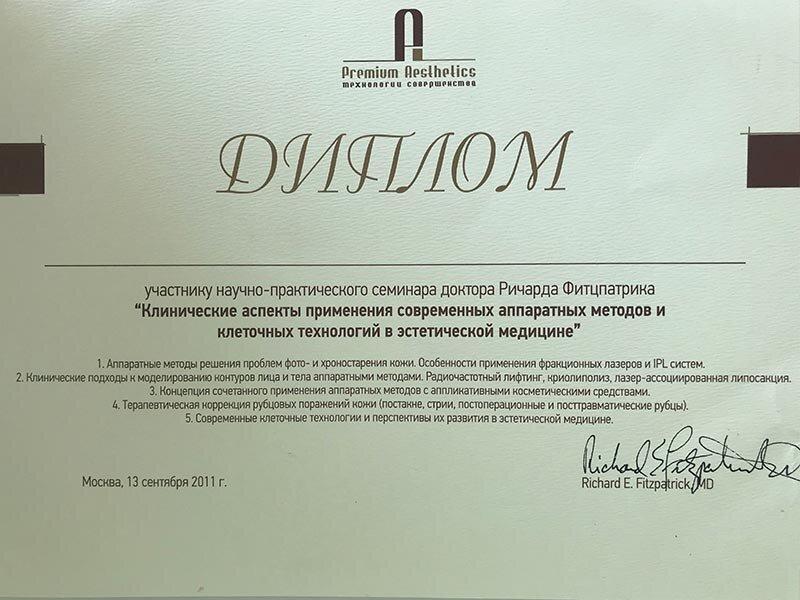 Premium Aesthetics
технологии совершенства
ДИПЛОМ
участнику научно-практического семинара доктора Ричарда Фитцпатрика
“Клинические аспекты применения современных аппаратных методов и
клеточных технологий в эстетической медицине”
1. Аппаратные методы решения проблем фото- и хроностарения кожи. Особенности применения фракционных лазеров и IPL систем.
2. Клинические подходы к моделированию контуров лица и тела аппаратными методами. Радиочастотный лифтинг, криолиполиз, лазер-ассоциированная липосакция.
3. Концепция сочетанного применения аппаратных методов с аппликативными косметическими средствами.
4. Терапевтическая коррекция рубцовых поражений кожи (постакне, стрии, постоперационные и посттравматические рубцы).
5. Современные клеточные технологии и перспективы их развития в эстетической медицине.
Richard E Fitzpatrick
Москва, 13 сентября 2011 г.
Richard E. Fitzpatrick, MD